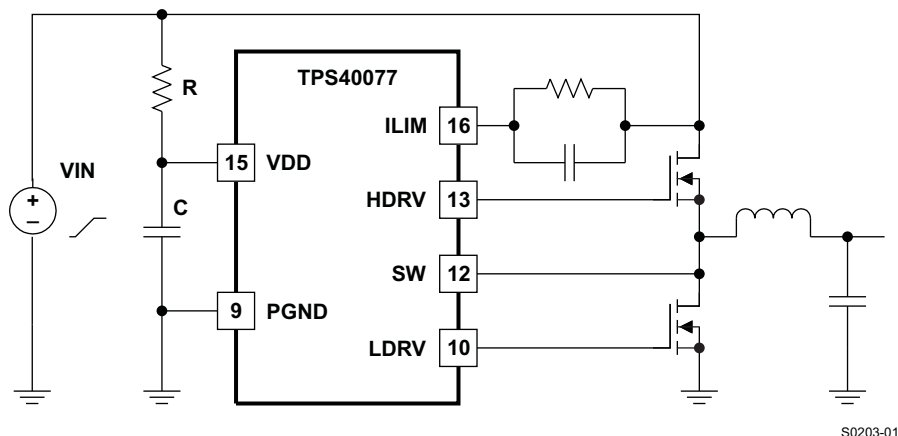 TPS40077
R
ILIM
16
15
VDD
VIN
+
−
C
HDRV
13
SW
12
9
PGND
LDRV
10
S0203-01